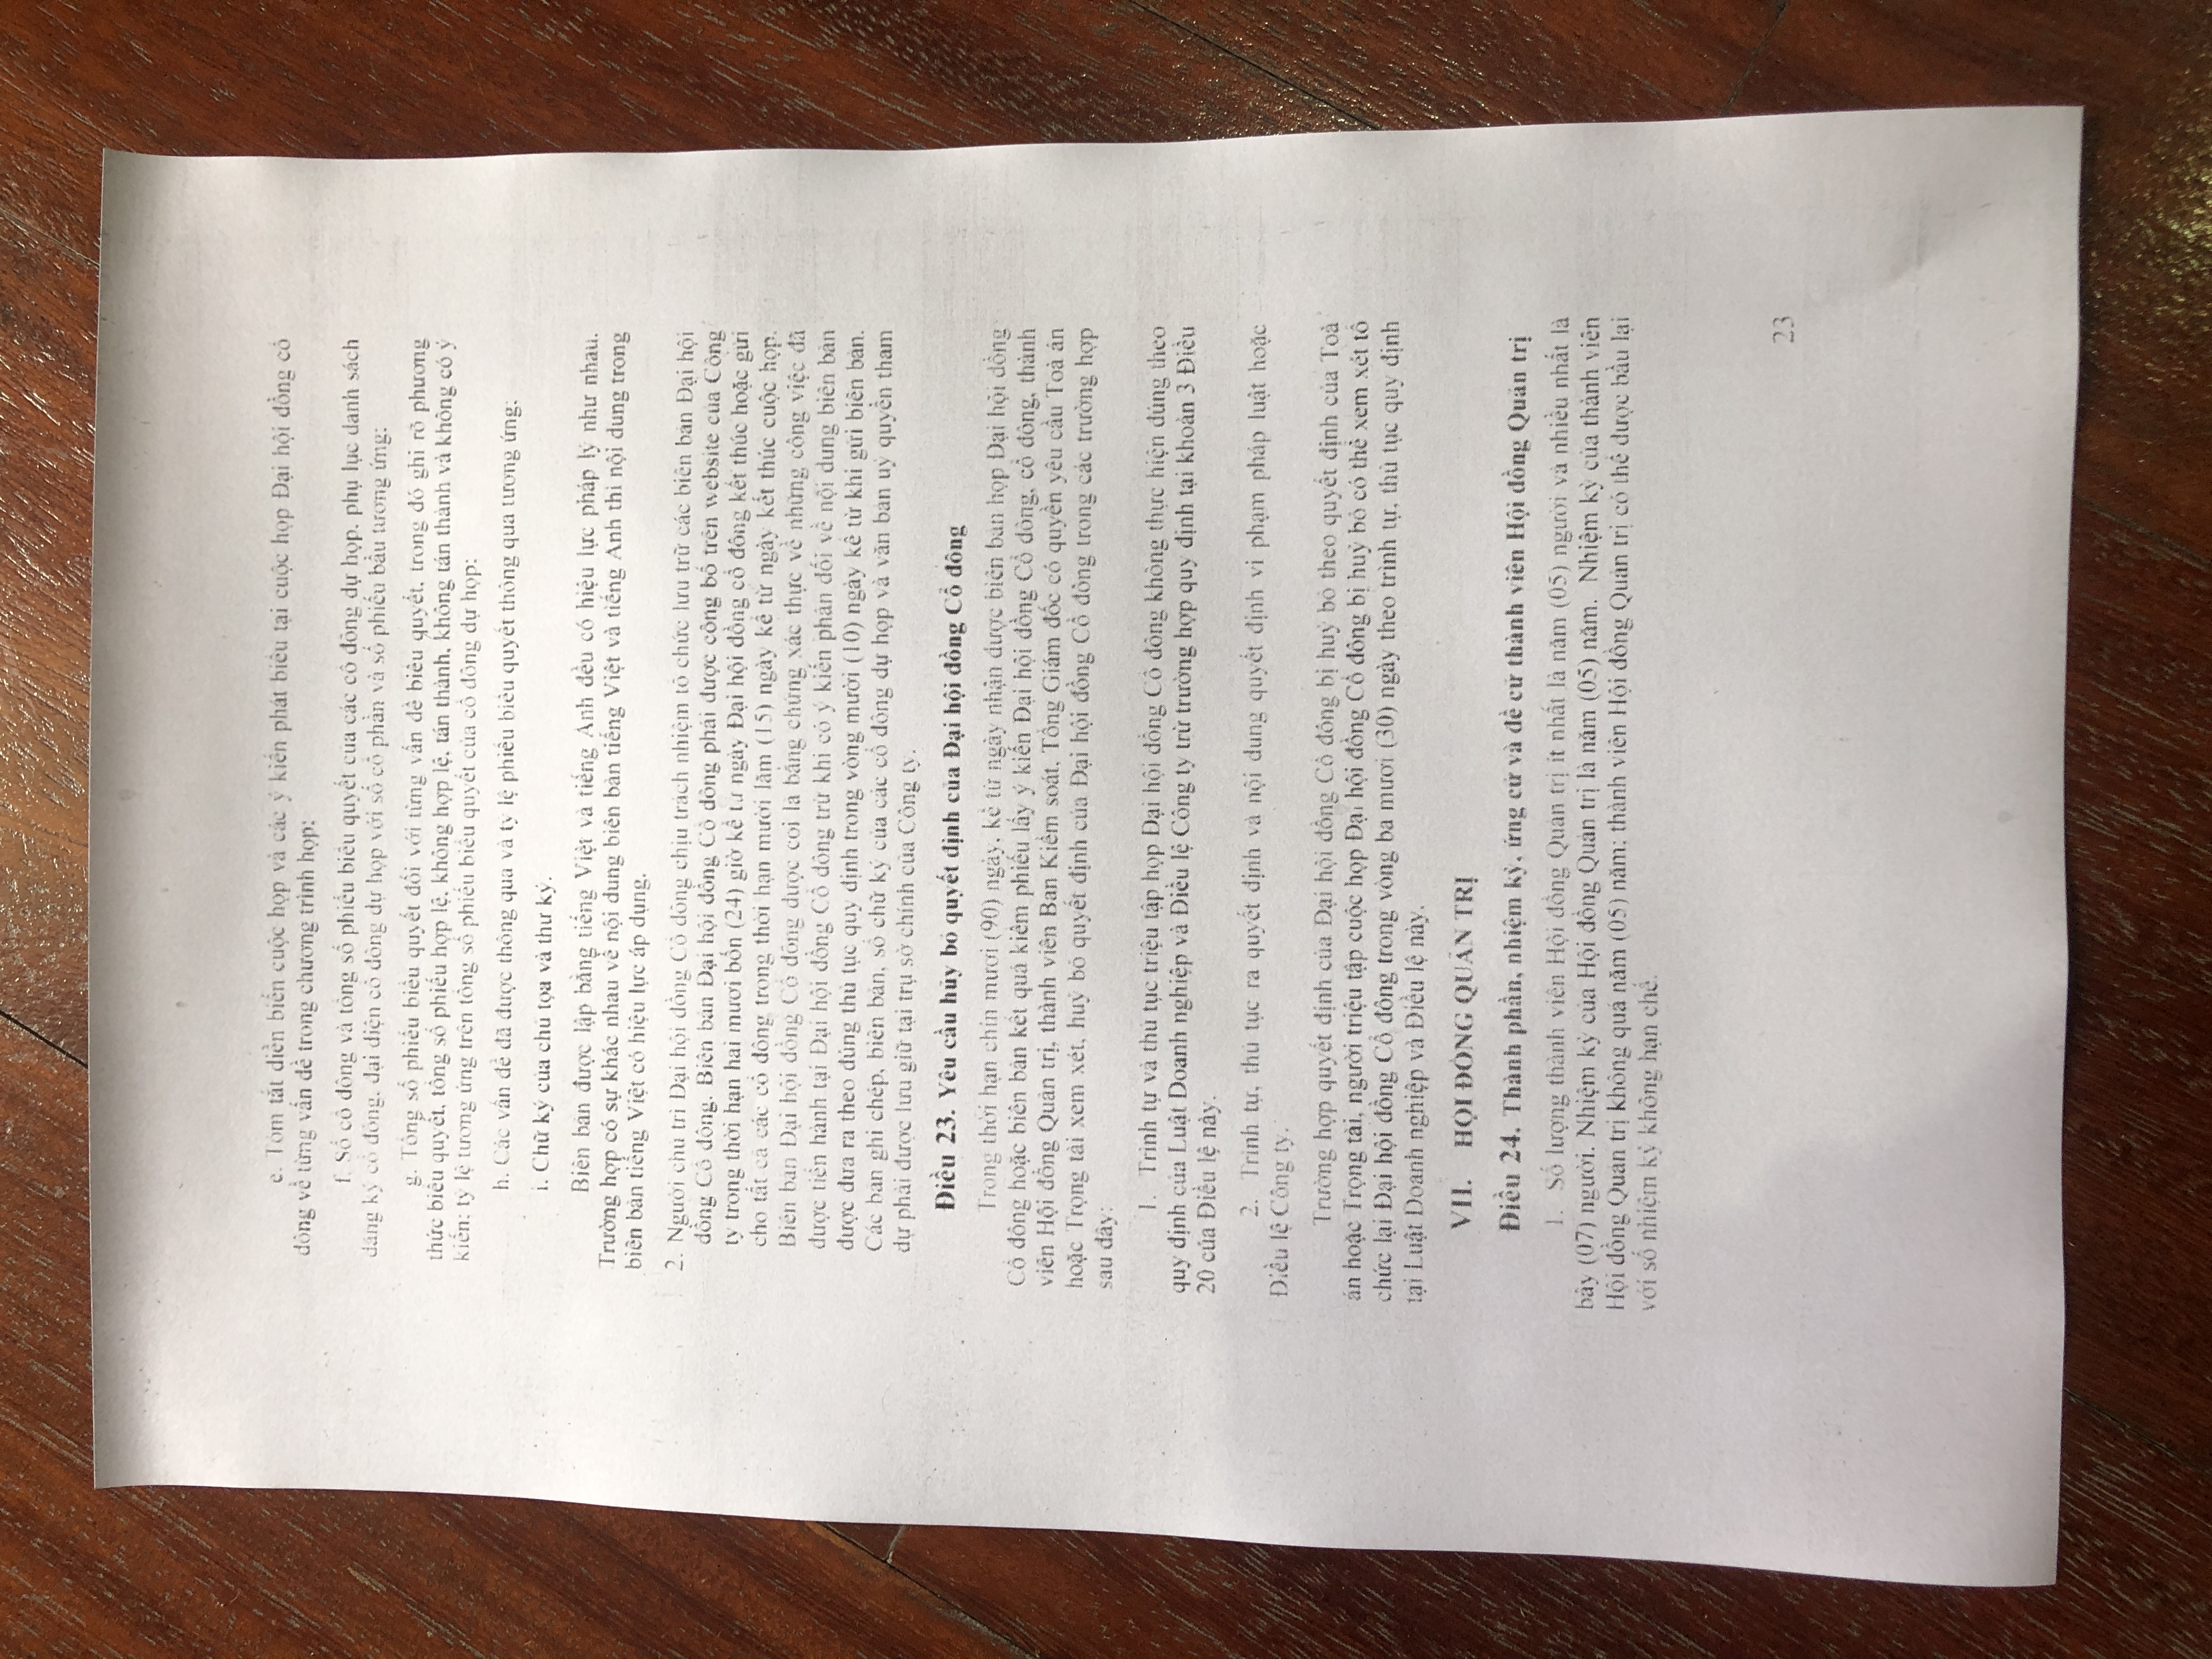 e. Tóm tắt diễn biến cuộc họp và các ý kiến phát biểu tại cuộc họp Đại hội đồng cổ
đông về từng vấn đề trong chương trình họp;
f. Số cổ đông và tổng số phiếu biểu quyết của các cổ đông dự họp, phụ lục danh sách
đăng ký cổ đông, đại diện cổ đông dự họp với số cổ phần và số phiếu bầu tương ứng;
g. Tổng số phiếu biểu quyết đối với từng vấn đề biểu quyết, trong đó ghi rõ phương
thức biểu quyết, tổng số phiếu hợp lệ, không hợp lệ, tán thành, không tán thành và không có ý
kiến; tỷ lệ tương ứng trên tổng số phiếu biểu quyết của cổ đông dự họp;
h. Các vấn đề đã được thông qua và tỷ lệ phiếu biểu quyết thông qua tương ứng;
i. Chữ ký của chủ tọa và thư ký.
Biên bản được lập bằng tiếng Việt và tiếng Anh đều có hiệu lực pháp lý như nhau.
Trường hợp có sự khác nhau về nội dung biên bản tiếng Việt và tiếng Anh thì nội dung trong
biên bản tiếng Việt có hiệu lực áp dụng.
2. Người chủ trì Đại hội đồng Cổ đông chịu trách nhiệm tổ chức lưu trữ các biên bản Đại hội
đồng Cổ đông. Biên bản Đại hội đồng Cổ đông phải được công bố trên website của Công
ty trong thời hạn hai mươi bốn (24) giờ kể từ ngày Đại hội đồng cổ đông kết thúc hoặc gửi
cho tất cả các cổ đông trong thời hạn mười lăm (15) ngày kể từ ngày kết thúc cuộc họp.
Biên bản Đại hội đồng Cổ đông được coi là bằng chứng xác thực về những công việc đã
được tiến hành tại Đại hội đồng Cổ đông trừ khi có ý kiến phản đối về nội dung biên bản
được đưa ra theo đúng thủ tục quy định trong vòng mười (10) ngày kể từ khi gửi biên bản.
Các bản ghi chép, biên bản, sổ chữ ký của các cổ đông dự họp và văn bản uỷ quyền tham
dự phải được lưu giữ tại trụ sở chính của Công ty.
Điều 23. Yêu cầu hủy bỏ quyết định của Đại hội đồng Cổ đông
Trong thời hạn chín mươi (90) ngày, kể từ ngày nhận được biên bản họp Đại hội đồng
Cổ đông hoặc biên bản kết quả kiểm phiếu lấy ý kiến Đại hội đồng Cổ đông, cổ đông, thành
viên Hội đồng Quản trị, thành viên Ban Kiểm soát, Tổng Giám đốc có quyền yêu cầu Toà án
hoặc Trọng tài xem xét, huỷ bỏ quyết định của Đại hội đồng Cổ đông trong các trường hợp
sau đây:
1. Trình tự và thủ tục triệu tập họp Đại hội đồng Cổ đông không thực hiện đúng theo
quy định của Luật Doanh nghiệp và Điều lệ Công ty trừ trường hợp quy định tại khoản 3 Điều
20 của Điều lệ này.
2. Trình tự, thủ tục ra quyết định và nội dung quyết định vi phạm pháp luật hoặc
Điều lệ Công ty.
Trường hợp quyết định của Đại hội đồng Cổ đông bị huỷ bỏ theo quyết định của Toà
án hoặc Trọng tài, người triệu tập cuộc họp Đại hội đồng Cổ đông bị huỷ bỏ có thể xem xét tổ
chức lại Đại hội đồng Cổ đông trong vòng ba mươi (30) ngày theo trình tự, thủ tục quy định
tại Luật Doanh nghiệp và Điều lệ này.
VII. HỘI ĐỒNG QUẢN TRỊ
Điều 24. Thành phần, nhiệm kỳ, ứng cử và đề cử thành viên Hội đồng Quản trị
1. Số lượng thành viên Hội đồng Quản trị ít nhất là năm (05) người và nhiều nhất là
bảy (07) người. Nhiệm kỳ của Hội đồng Quản trị là năm (05) năm. Nhiệm kỳ của thành viên
Hội đồng Quản trị không quá năm (05) năm; thành viên Hội đồng Quản trị có thể được bầu lại
với số nhiệm kỳ không hạn chế.
23